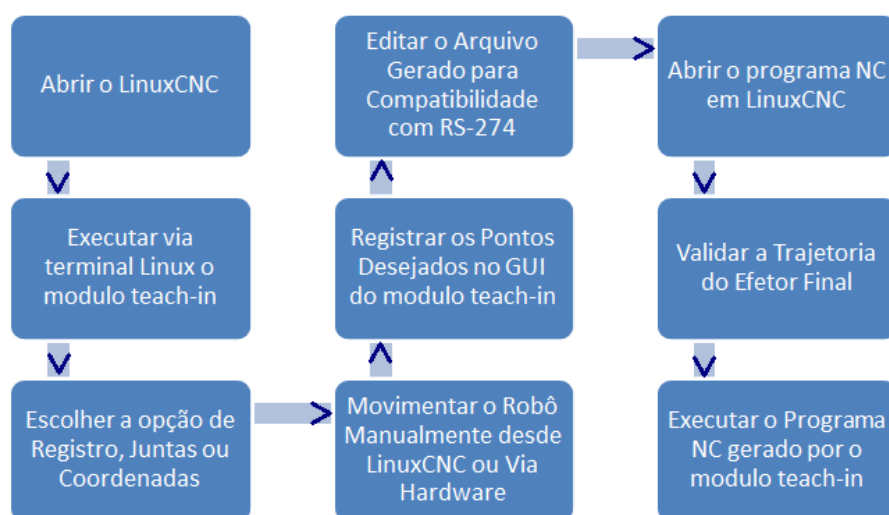 Abrir o LinuxCNC
Executar via
terminal Linux o
modulo teach-in
Escolher a opção de
Registro, Juntas ou
Coordenadas
Movimentar o Robô
Manualmente desde
LinuxCNC ou Via
Hardware
Registrar os Pontos
Desejados no GUI
do modulo teach-in
Editar o Arquivo
Gerado para
Compatibilidade
com RS-274
Abrir o programa NC
em LinuxCNC
Validar a Trajetoria
do Efetor Final
Executar o Programa
NC gerado por o
modulo teach-in